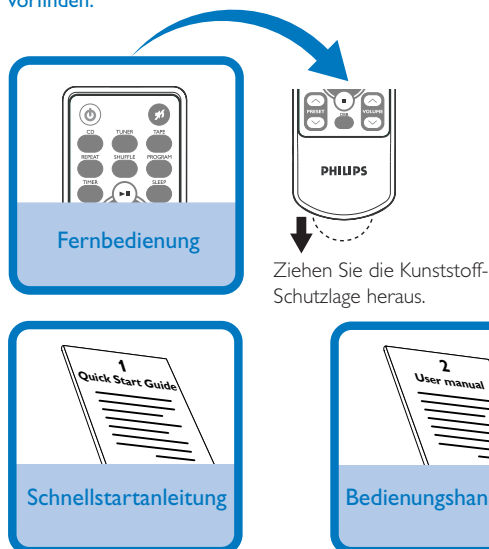 vorfinden.
CD TUNER TAPE
REPEAT SHUFFLE PROGRAM
TIMER SLEEP
Fernbedienung
PRESET VOLUME
DBB
PHILIPS
Ziehen Sie die Kunststoff-
Schutzlage heraus.
1
Quick Start Guide
Schnellstartanleitung
2
User manual
Bedienungshan